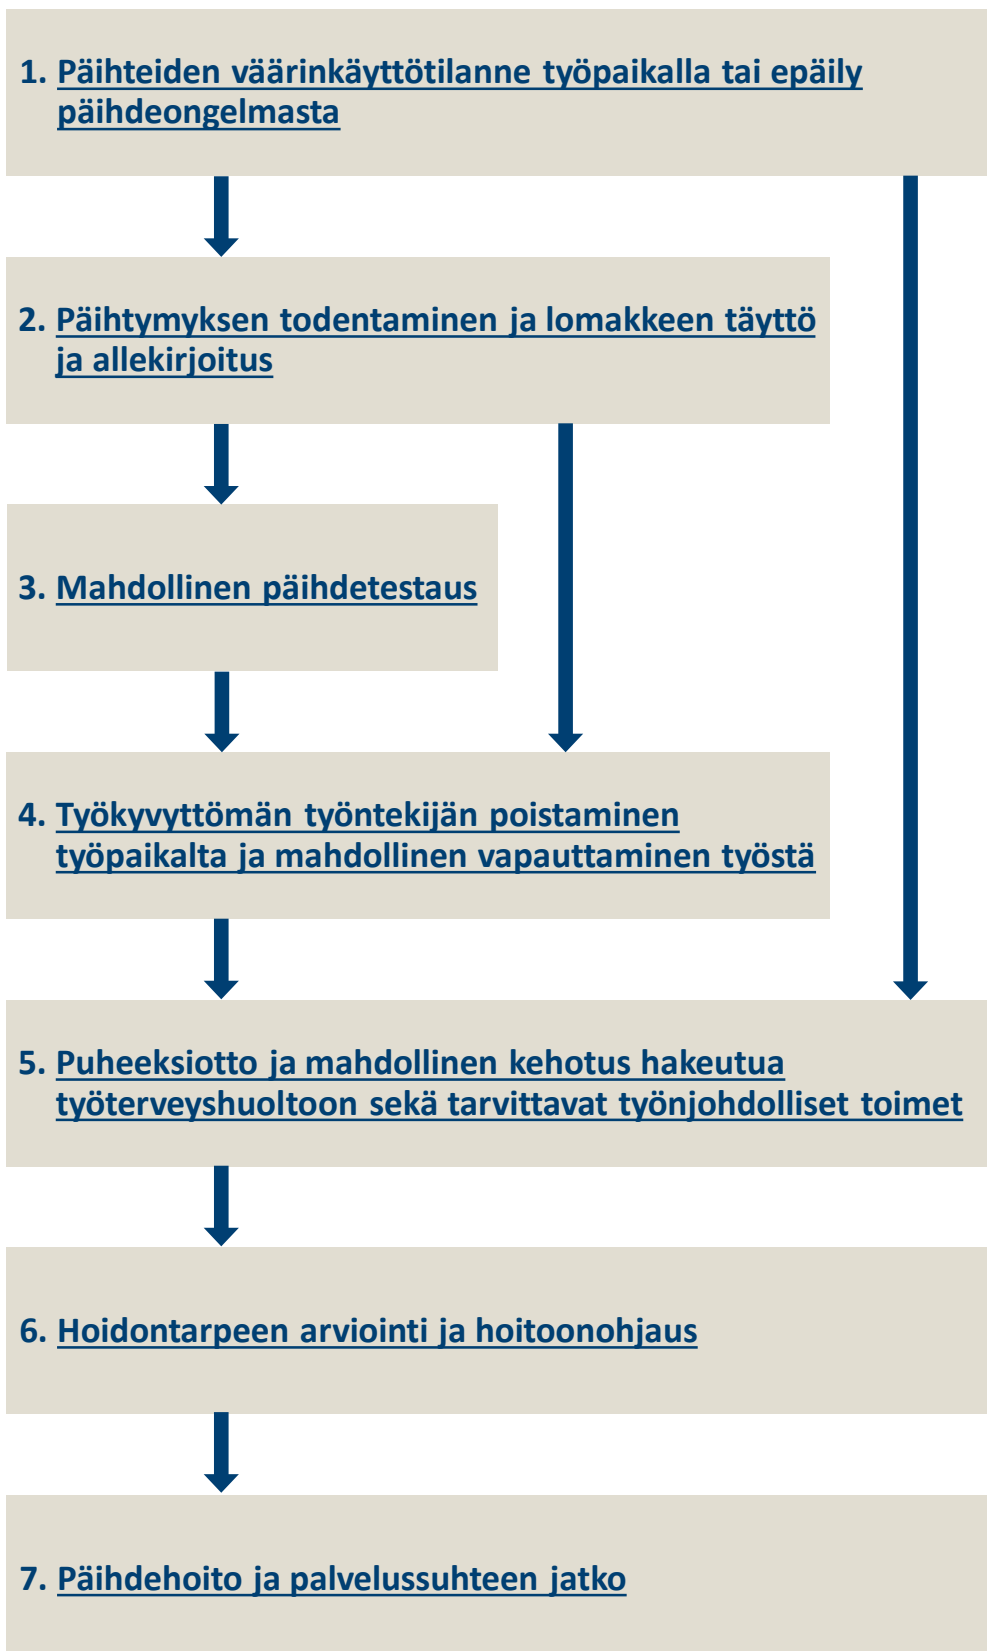 1. Päihteiden väärinkäyttötilanne työpaikalla tai epäily
päihdeongelmasta
2. Päihtymyksen todentaminen ja lomakkeen täyttö
ja allekirjoitus
3. Mahdollinen päihdetestaus
4. Työkyvyttömän työntekijän poistaminen
työpaikalta ja mahdollinen vapauttaminen työstä
5. Puheeksiotto ja mahdollinen kehotus hakeutua
työterveyshuoltoon sekä tarvittavat työnjohdolliset toimet
6. Hoidontarpeen arviointi ja hoitoonohjaus
7. Päihdehoito ja palvelussuhteen jatko